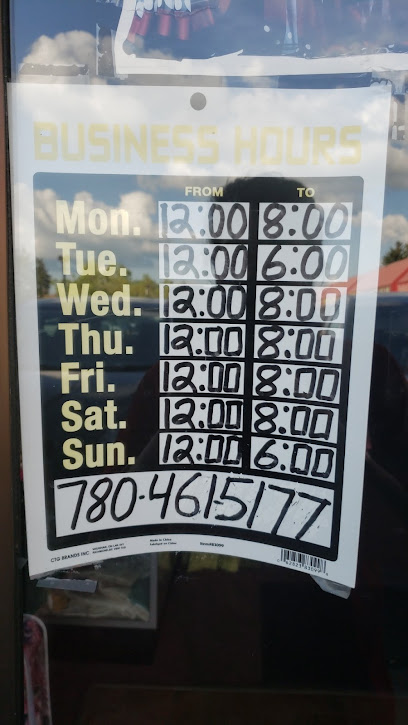 BUSINESS HOURS
FROM TO
Mon. 12:00 8:00
Tue. 12:00 6:00
Wed. 12:00 8:00
Thu. 12:00 8:00
Fri. 12:00 8:00
Sat. 12:00 8:00
Sun. 12:00 6:00
780-461-5177
CTG BRANDS INC.
Made in China